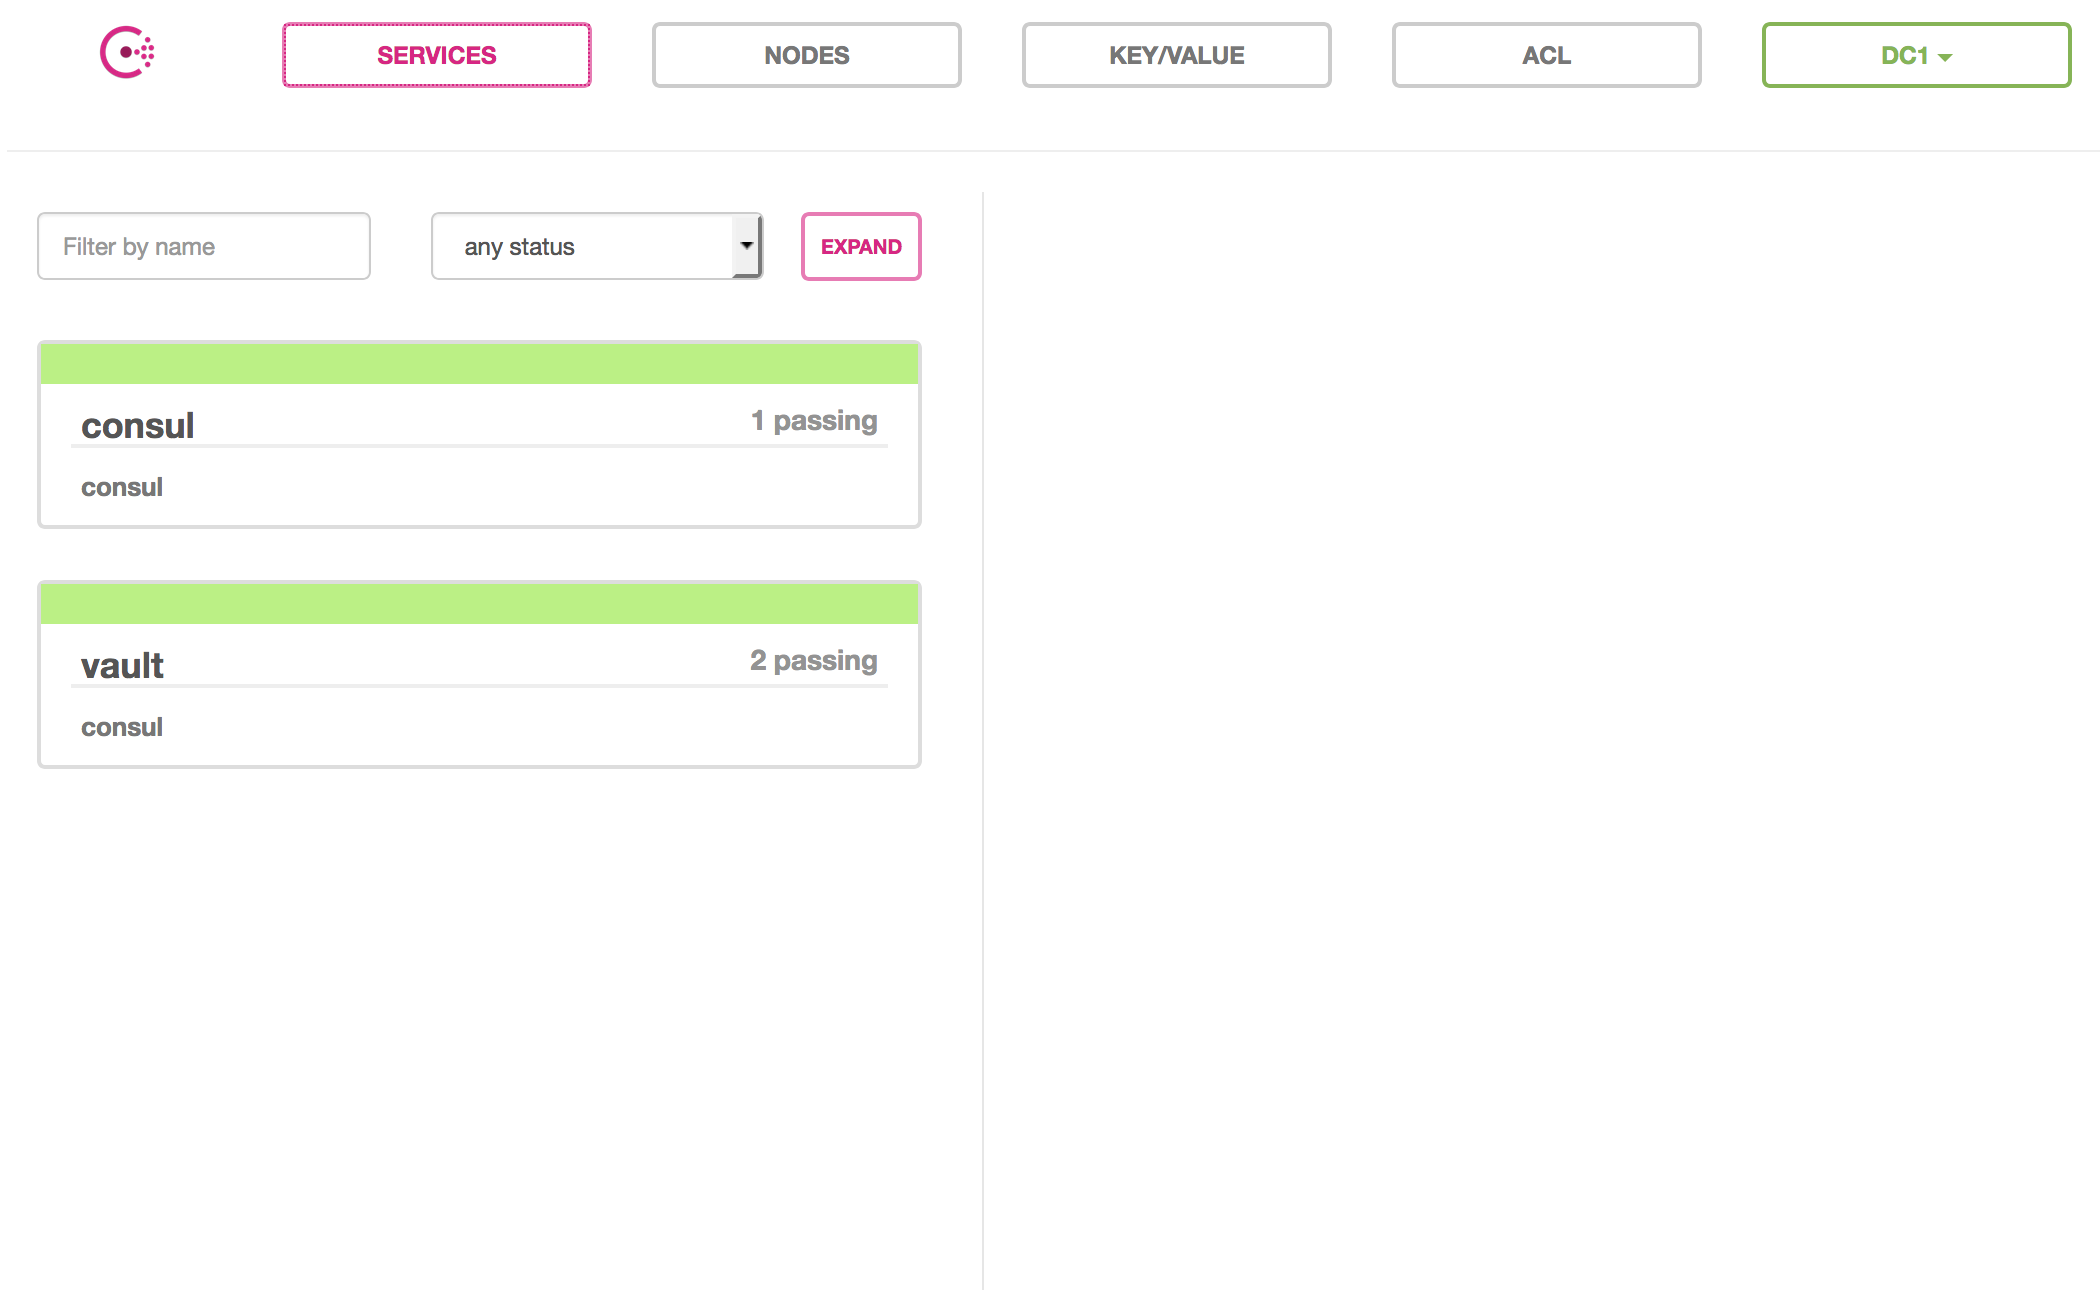 SERVICES NODES KEY/VALUE ACL DC1
Filter by name any status EXPAND
consul 1 passing
consul
vault 2 passing
consul